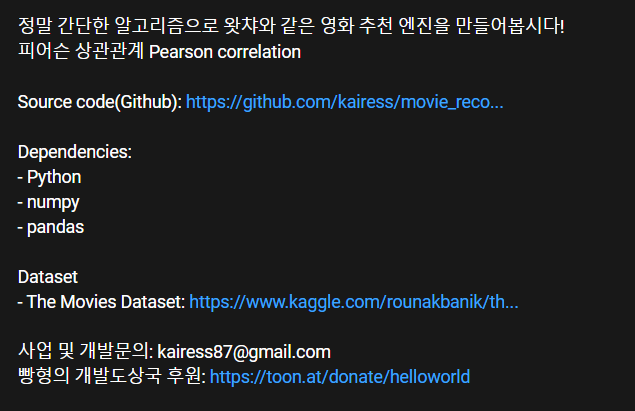 정말 간단한 알고리즘으로 왓챠와 같은 영화 추천 엔진을 만들어봅시다!
피어슨 상관관계 Pearson correlation
Source code(Github): https://github.com/kairess/movie_reco...
Dependencies:
- Python
- numpy
- pandas
Dataset
- The Movies Dataset: https://www.kaggle.com/rounakbanik/th...
사업 및 개발문의: kairess87@gmail.com
빵형의 개발도상국 후원: https://toon.at/donate/helloworld